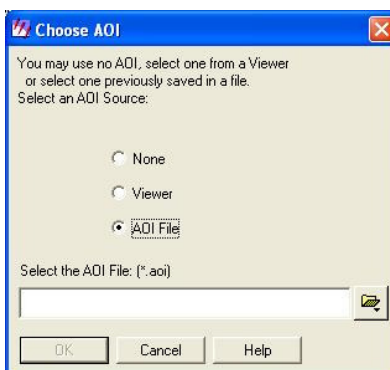 Choose AOI
You may use no AOI, select one from a Viewer
or select one previously saved in a file.
Select an AOI Source:
None
Viewer
AOI File
Select the AOI File: (*.aoi)
OK
Cancel
Help